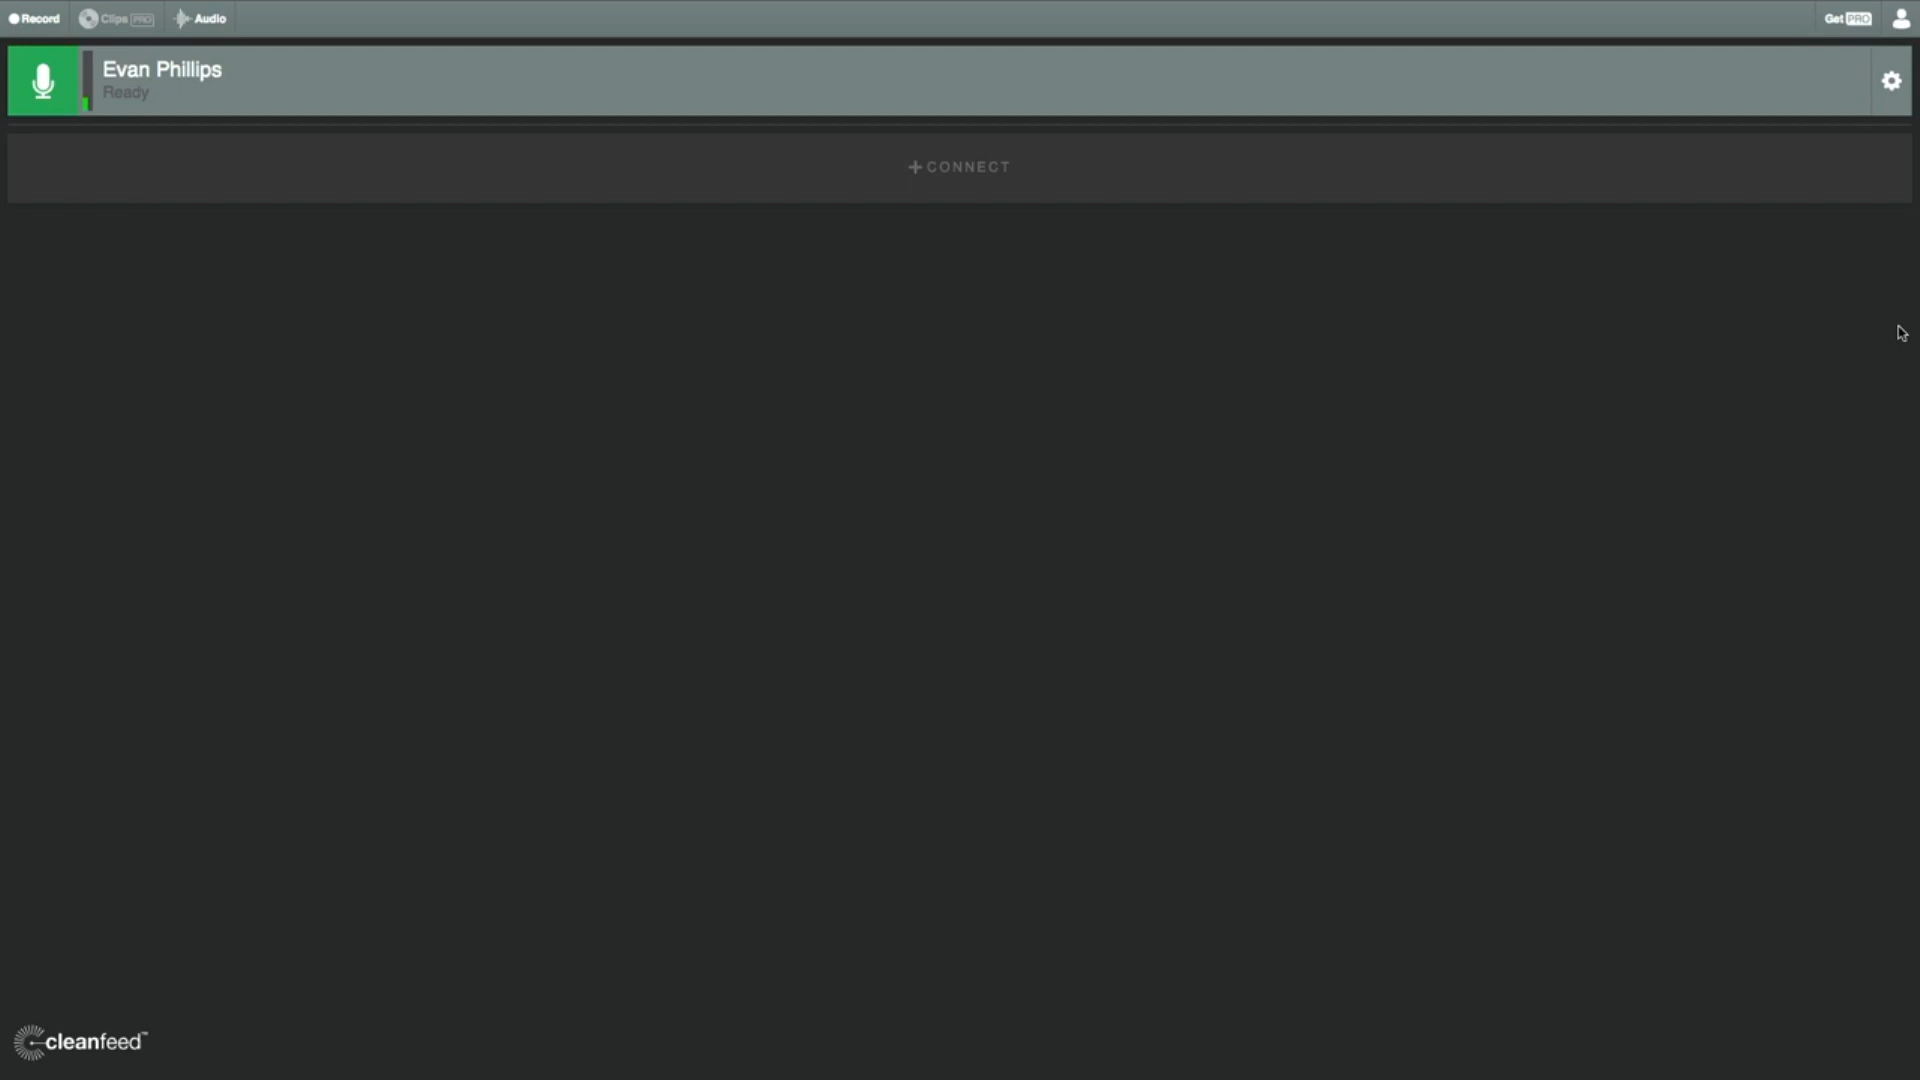 Record Clips PRO Audio Get PRO
Evan Phillips
Ready
+CONNECT
cleanfeed™